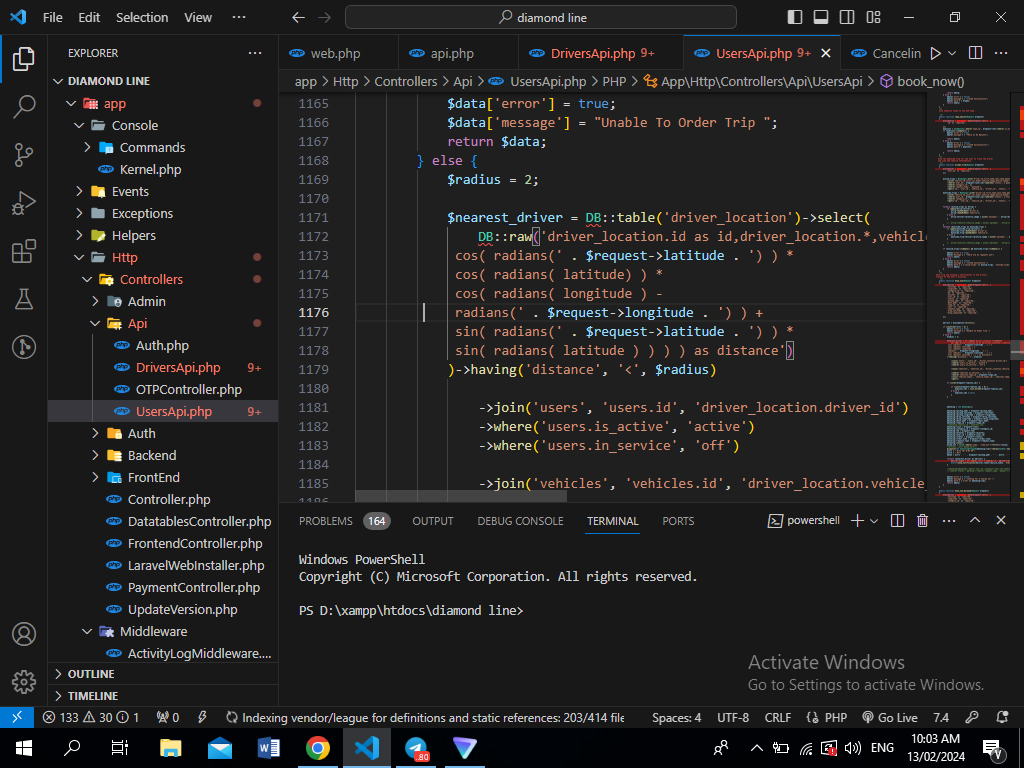 File Edit Selection View ··· diamond line
EXPLORER ···
web.php api.php DriversApi.php 9+ UsersApi.php 9+ Cancelin
app > Http > Controllers > Api > UsersApi.php > PHP > App\Http\Controllers\Api\UsersApi > book_now()
DIAMOND LINE
app
Console
Commands
Kernel.php
Events
Exceptions
Helpers
Http
Controllers
Admin
Api
Auth.php
DriversApi.php 9+
OTPController.php
UsersApi.php 9+
Auth
Backend
FrontEnd
Controller.php
DatatablesController.php
FrontendController.php
LaravelWebInstaller.php
PaymentController.php
UpdateVersion.php
Middleware
ActivityLogMiddleware....
OUTLINE
TIMELINE
1165 $data['error'] = true;
1166 $data['message'] = "Unable To Order Trip ";
1167 return $data;
1168 } else {
1169 $radius = 2;
1170
1171 $nearest_driver = DB::table('driver_location')->select(
1172 DB::raw('driver_location.id as id,driver_location.*,vehicl
1173 cos( radians(' . $request->latitude . ') ) *
1174 cos( radians( latitude) ) *
1175 cos( radians( longitude ) -
1176 radians(' . $request->longitude . ') ) +
1177 sin( radians(' . $request->latitude . ') ) *
1178 sin( radians( latitude ) ) ) ) as distance')
1179 )->having('distance', '<', $radius)
1180
1181 ->join('users', 'users.id', 'driver_location.driver_id')
1182 ->where('users.is_active', 'active')
1183 ->where('users.in_service', 'off')
1184
1185 ->join('vehicles', 'vehicles.id', 'driver_location.vehicle_
1186
PROBLEMS 164 OUTPUT DEBUG CONSOLE TERMINAL PORTS powershell
Windows PowerShell
Copyright (C) Microsoft Corporation. All rights reserved.
PS D:\xampp\htdocs\diamond line>
Activate Windows
Go to Settings to activate Windows.
133 30 1 0 Indexing vendor/league for definitions and static references: 203/414 file Spaces: 4 UTF-8 CRLF PHP Go Live 7.4
80 ENG 10:03 AM
13/02/2024